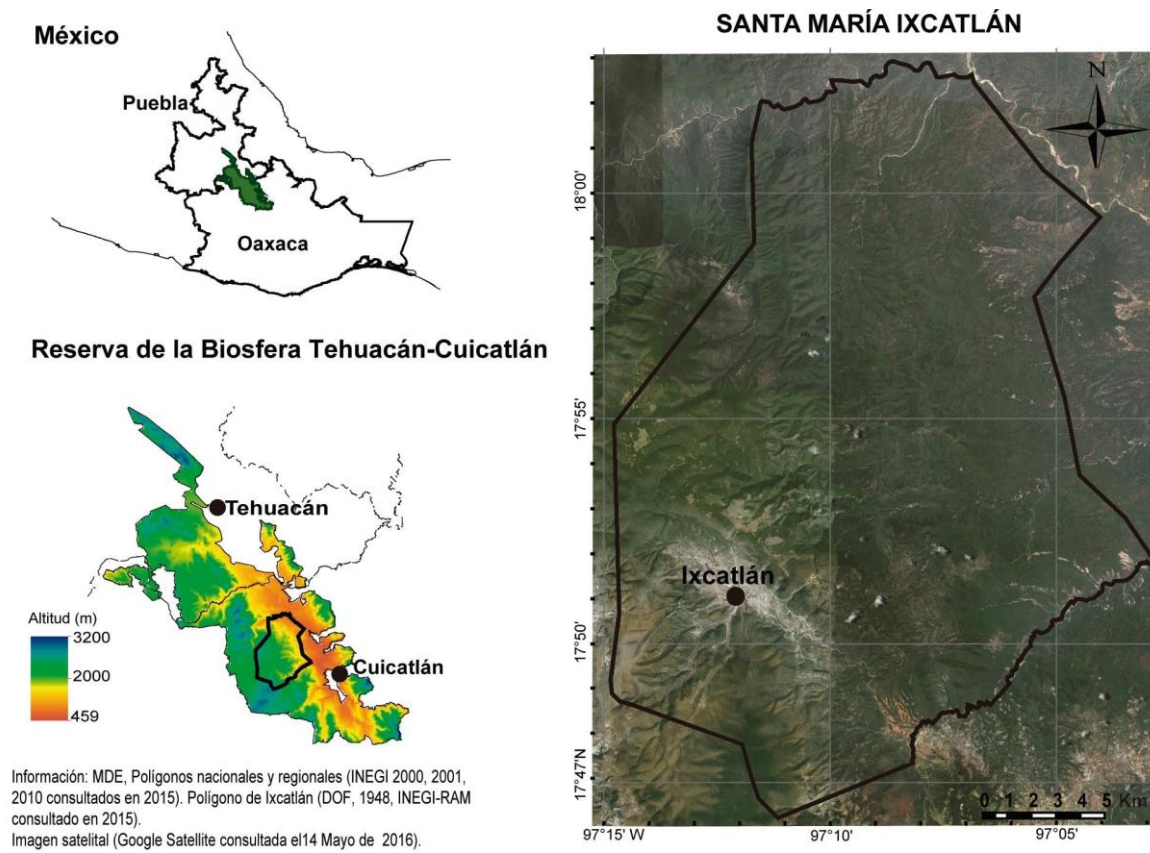 México
Puebla
Oaxaca
Reserva de la Biosfera Tehuacán-Cuicatlán
Tehuacán
Altitud (m)
3200
2000
459
Cuicatlán
Información: MDE, Polígonos nacionales y regionales (INEGI 2000, 2001,
2010 consultados en 2015). Polígono de Ixcatlán (DOF, 1948, INEGI-RAM
consultado en 2015).
Imagen satelital (Google Satellite consultada el14 Mayo de 2016).
SANTA MARÍA IXCATLÁN
N
18°00'
17°55'
Ixcatlán
17°50'
17°47'N
0 1 2 3 4 5 Km
97°15' W
97°10'
97°05'